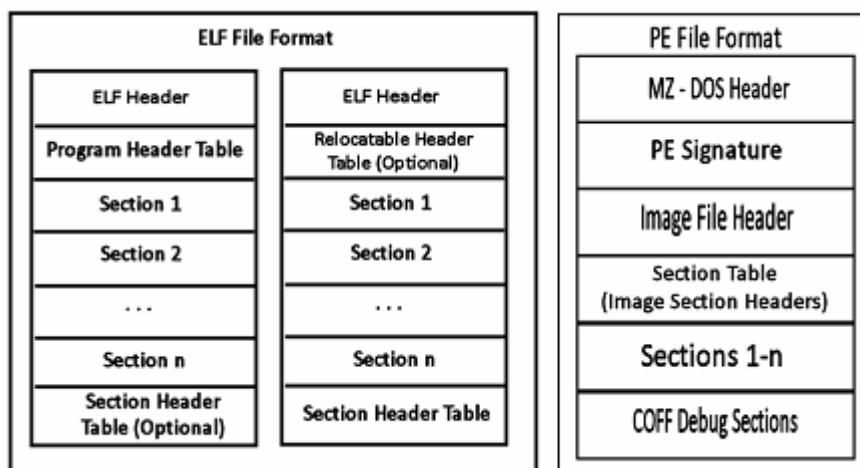 ELF File Format
ELF Header
Program Header Table
Section 1
Section 2
. . .
Section n
Section Header
Table (Optional)
ELF Header
Relocatable Header
Table (Optional)
Section 1
Section 2
. . .
Section n
Section Header Table
PE File Format
MZ - DOS Header
PE Signature
Image File Header
Section Table
(Image Section Headers)
Sections 1-n
COFF Debug Sections